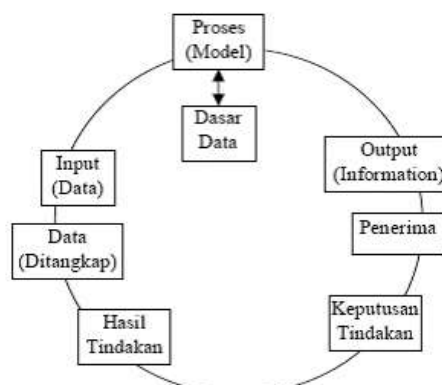 Proses
(Model)
Dasar
Data
Input
(Data)
Output
(Information)
Data
(Ditangkap)
Penerima
Hasil
Tindakan
Keputusan
Tindakan